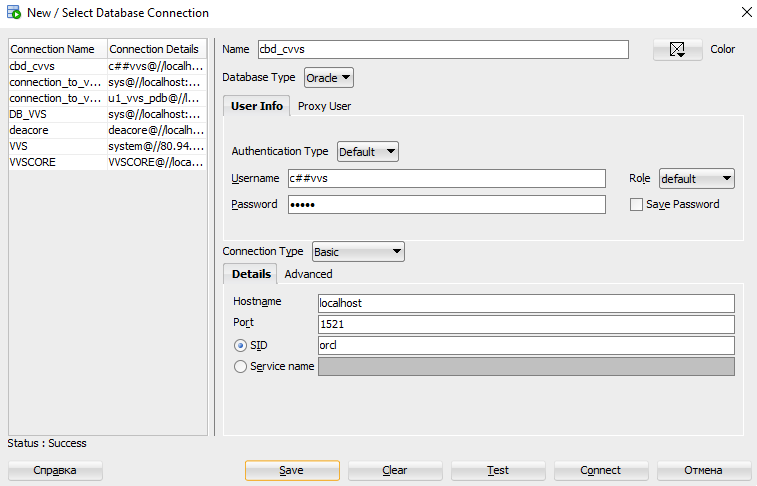 New / Select Database Connection
Connection Name Connection Details
cbd_cvvs c##vvs@//localh...
connection_to_v... sys@//localhost:...
connection_to_v... u1_vvs_pdb@//l...
DB_VVS sys@//localhost:...
deacore deacore@//localh...
VVS system@//80.94....
VVSCORE VVSCORE@//loca...
Name cbd_cvvs Color
Database Type Oracle
User Info Proxy User
Authentication Type Default
Username c##vvs Role default
Password ••••• Save Password
Connection Type Basic
Details Advanced
Hostname localhost
Port 1521
SID orcl
Service name
Status : Success
Справка Save Clear Test Connect Отмена